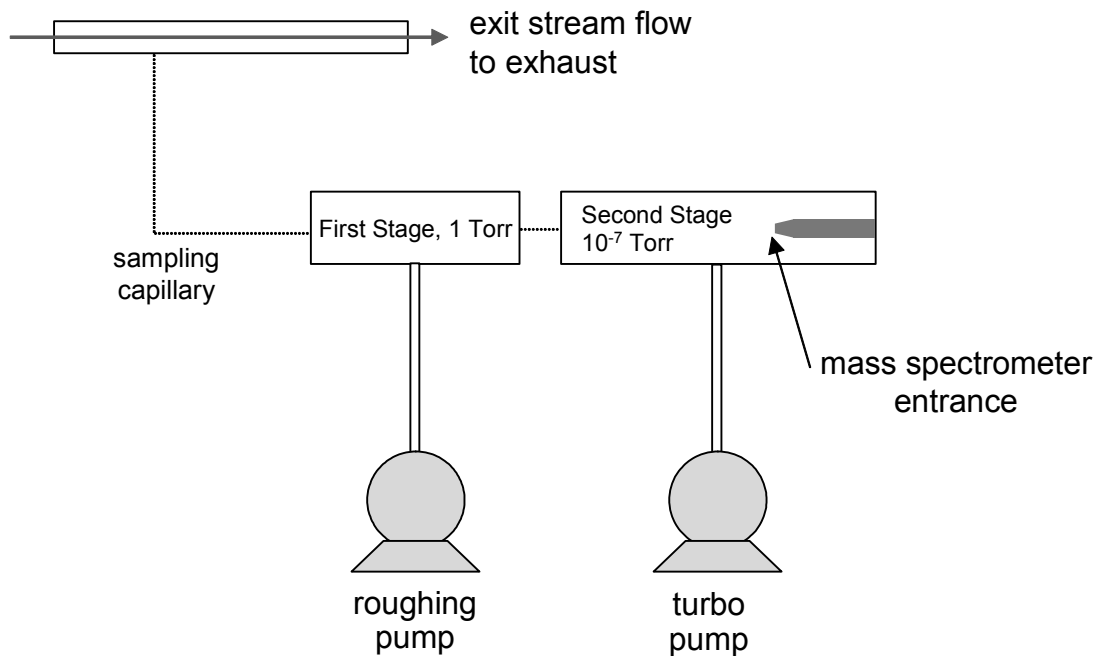 exit stream flow
to exhaust
First Stage, 1 Torr
Second Stage
10⁻⁷ Torr
sampling
capillary
mass spectrometer
entrance
roughing
pump
turbo
pump